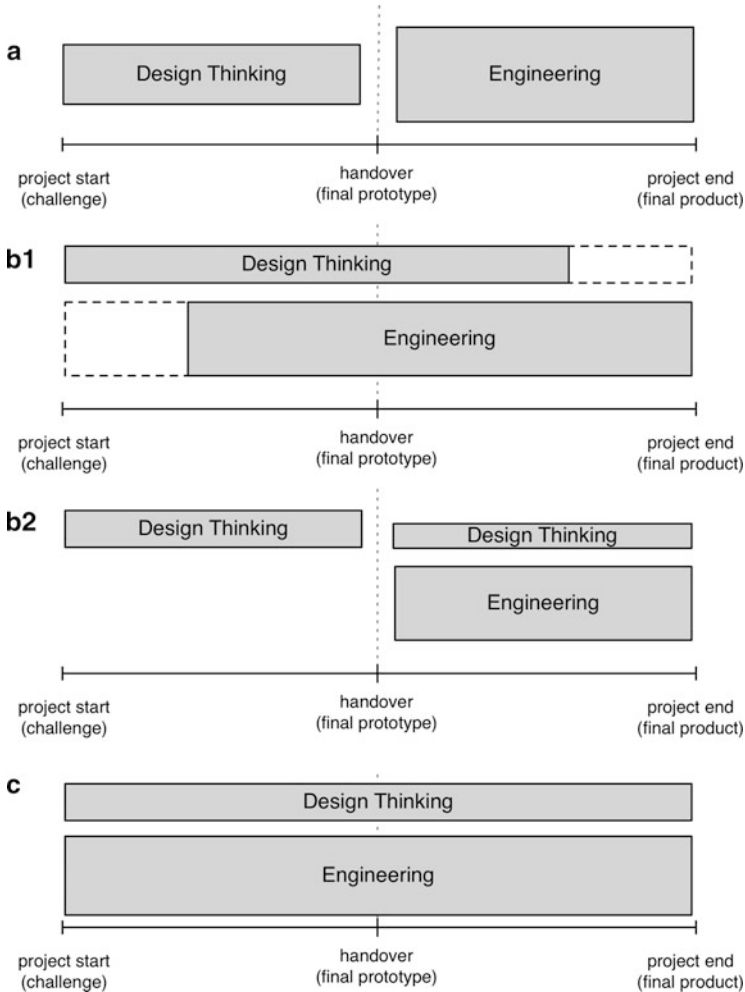 a
Design Thinking
Engineering
project start
(challenge)
handover
(final prototype)
project end
(final product)
b1
Design Thinking
Engineering
project start
(challenge)
handover
(final prototype)
project end
(final product)
b2
Design Thinking
Design Thinking
Engineering
project start
(challenge)
handover
(final prototype)
project end
(final product)
c
Design Thinking
Engineering
project start
(challenge)
handover
(final prototype)
project end
(final product)